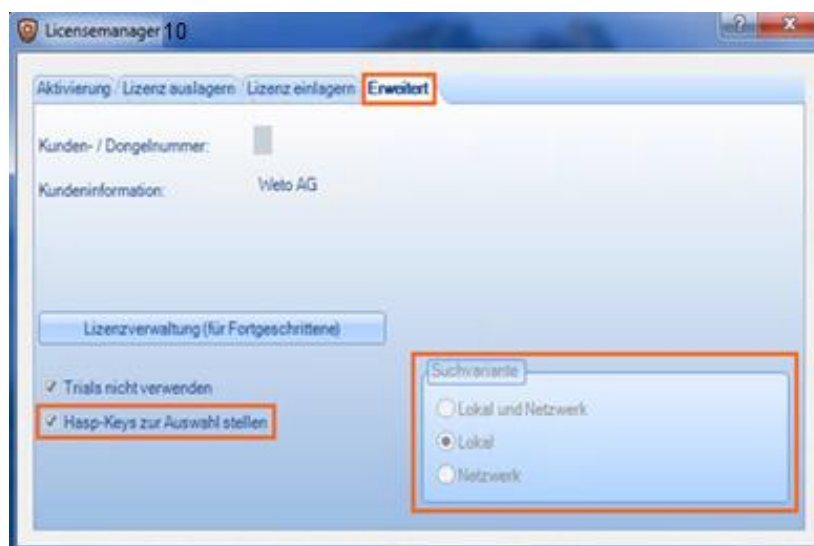 Licensemanager 10
Aktivierung Lizenz auslagern Lizenz einlagern Erweitert
Kunden- / Dongelnummer:
Kundeninformation: Weto AG
Lizenzverwaltung (für Fortgeschrittene)
Suchvariante
Trials nicht verwenden
Lokal und Netzwerk
Hasp-Keys zur Auswahl stellen
Lokal
Netzwerk